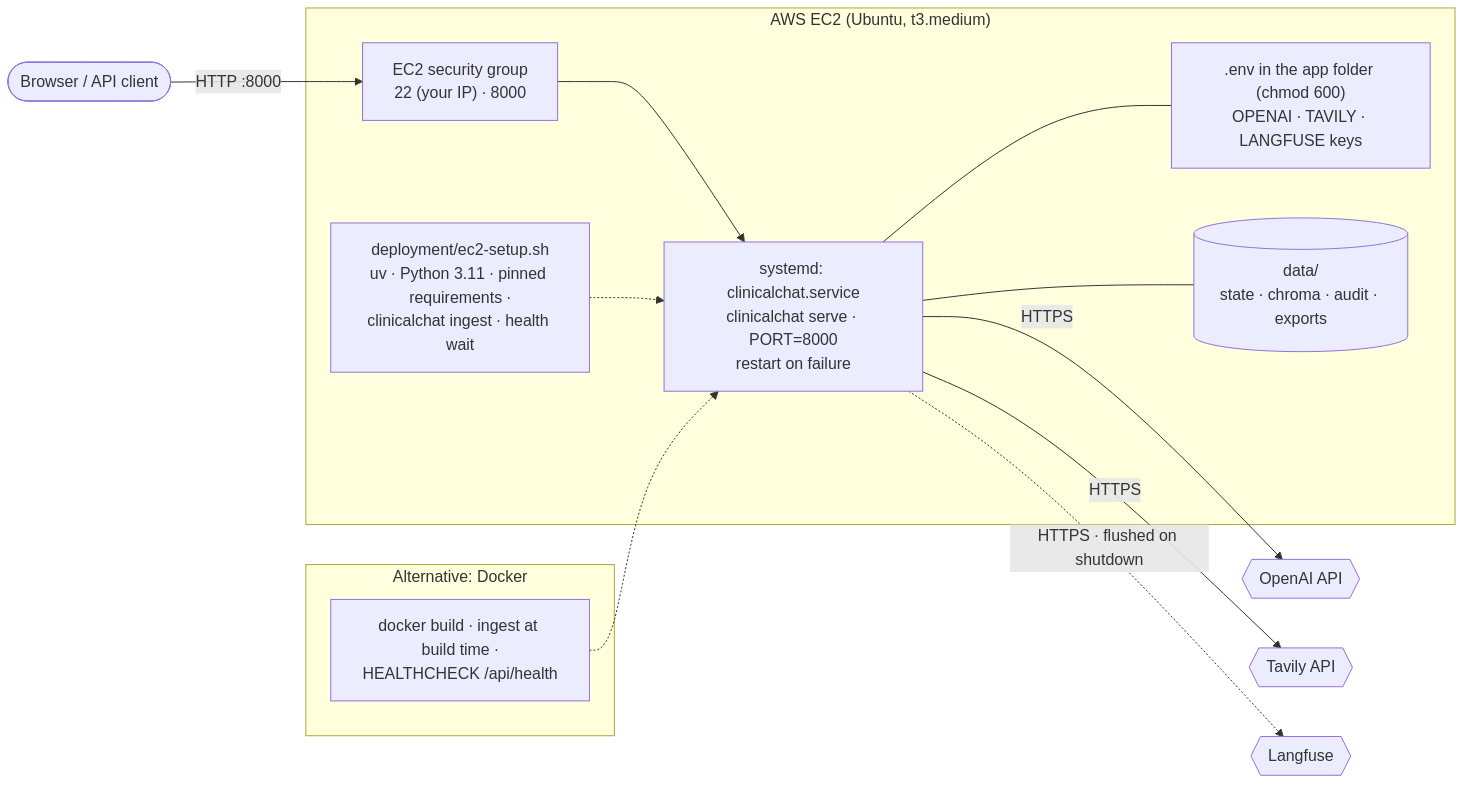 AWS EC2 (Ubuntu, t3.medium)
Browser / API client
HTTP :8000
EC2 security group
22 (your IP) · 8000
.env in the app folder
(chmod 600)
OPENAI · TAVILY ·
LANGFUSE keys
deployment/ec2-setup.sh
uv · Python 3.11 · pinned
requirements ·
clinicalchat ingest · health
wait
systemd:
clinicalchat.service
clinicalchat serve ·
PORT=8000
restart on failure
data/
state · chroma · audit ·
exports
HTTPS
HTTPS
HTTPS · flushed on
shutdown
Alternative: Docker
docker build · ingest at
build time ·
HEALTHCHECK /api/health
OpenAI API
Tavily API
Langfuse